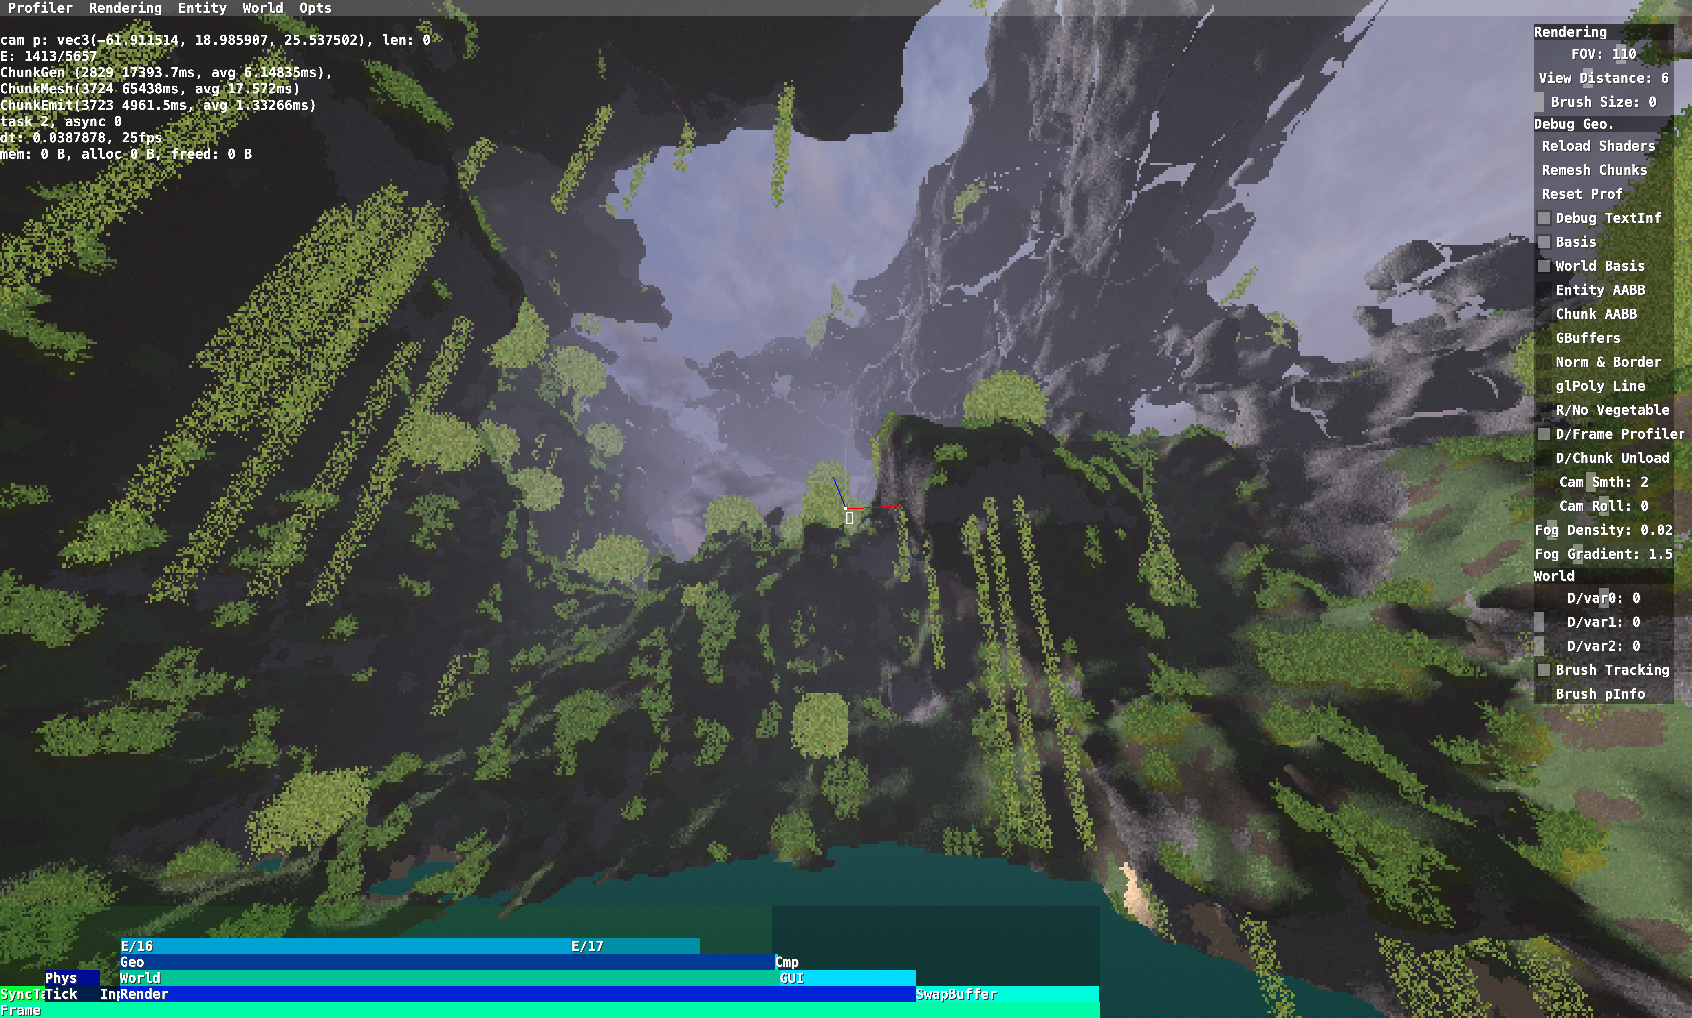 Profiler Rendering Entity World Opts
cam p: vec3(-61.911514, 18.985907, 25.537502), len: 0
E: 1413/5657
ChunkGen (2829 17393.7ms, avg 6.14835ms),
ChunkMesh(3724 65438ms, avg 17.572ms)
ChunkEmit(3723 4961.5ms, avg 1.33266ms)
task 2, async 0
dt: 0.0387878, 25fps
mem: 0 B, alloc 0 B, freed: 0 B
Rendering
FOV: 110
View Distance: 6
Brush Size: 0
Debug Geo.
Reload Shaders
Remesh Chunks
Reset Prof
Debug TextInf
Basis
World Basis
Entity AABB
Chunk AABB
GBuffers
Norm & Border
glPoly Line
R/No Vegetable
D/Frame Profiler
D/Chunk Unload
Cam Smth: 2
Cam Roll: 0
Fog Density: 0.02
Fog Gradient: 1.5
World
D/var0: 0
D/var1: 0
D/var2: 0
Brush Tracking
Brush pInfo
E/16 E/17
Geo Cmp
Phys World GUI
SyncTa Tick Inp Render SwapBuffer
Frame